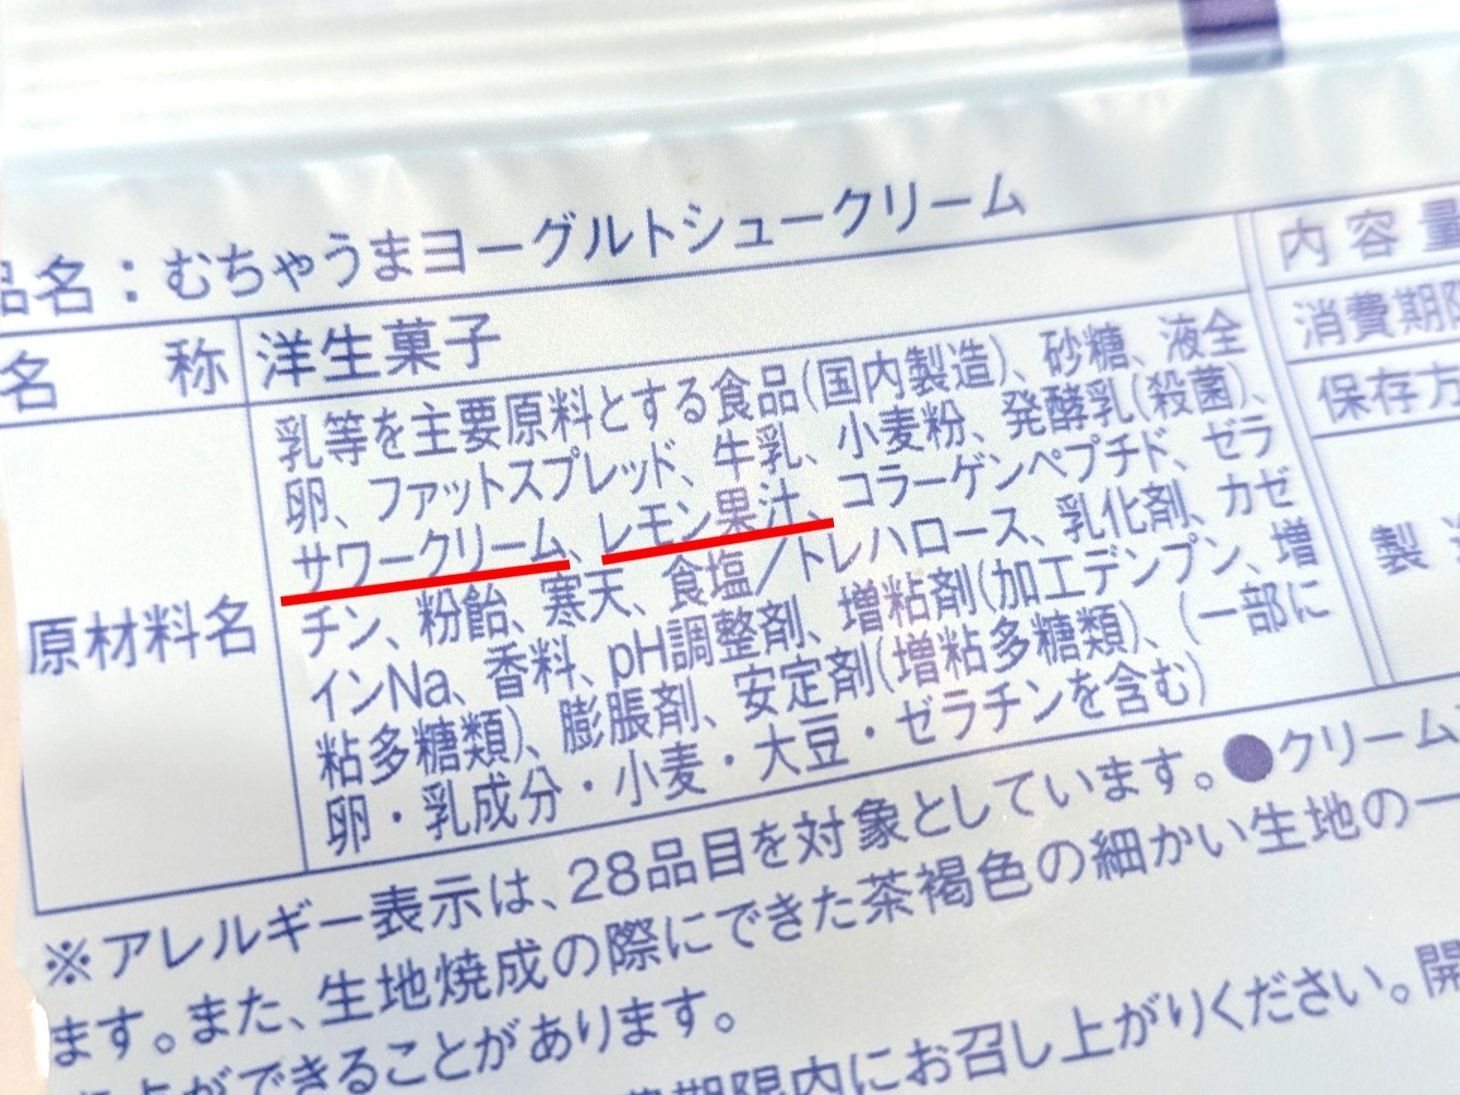 品名：むちゃうまヨーグルトシュークリーム
名 称 洋生菓子
原材料名
乳等を主要原料とする食品(国内製造)、砂糖、液全
卵、ファットスプレッド、牛乳、小麦粉、発酵乳(殺菌)、
サワークリーム、レモン果汁、コラーゲンペプチド、ゼラ
チン、粉飴、寒天、食塩／トレハロース、乳化剤、カゼ
インNa、香料、pH調整剤、増粘剤(加工デンプン、増
粘多糖類)、膨脹剤、安定剤(増粘多糖類)、(一部に
卵・乳成分・小麦・大豆・ゼラチンを含む)
内容量
消費期限
保存方
製造
※アレルギー表示は、28品目を対象としています。●クリーム
ます。また、生地焼成の際にできた茶褐色の細かい生地の一
ができることがあります。
期限内にお召し上がりください。開